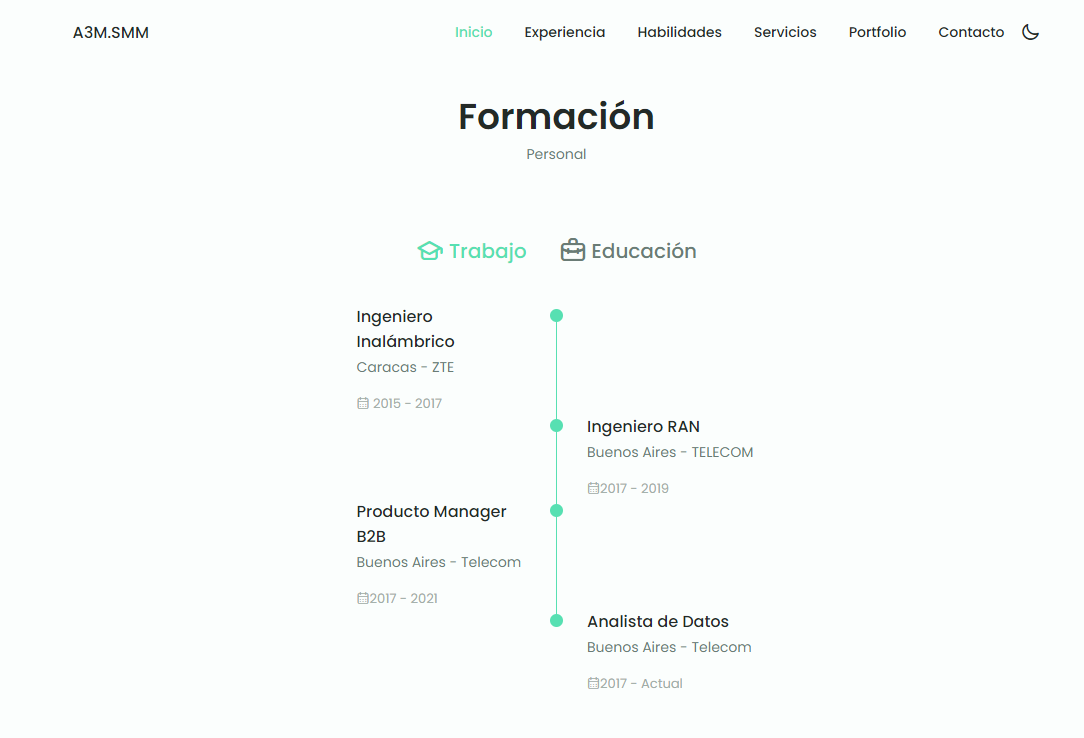 A3M.SMM
Inicio Experiencia Habilidades Servicios Portfolio Contacto
Formación
Personal
Trabajo Educación
Ingeniero
Inalámbrico
Caracas - ZTE
2015 - 2017
Ingeniero RAN
Buenos Aires - TELECOM
2017 - 2019
Producto Manager
B2B
Buenos Aires - Telecom
2017 - 2021
Analista de Datos
Buenos Aires - Telecom
2017 - Actual